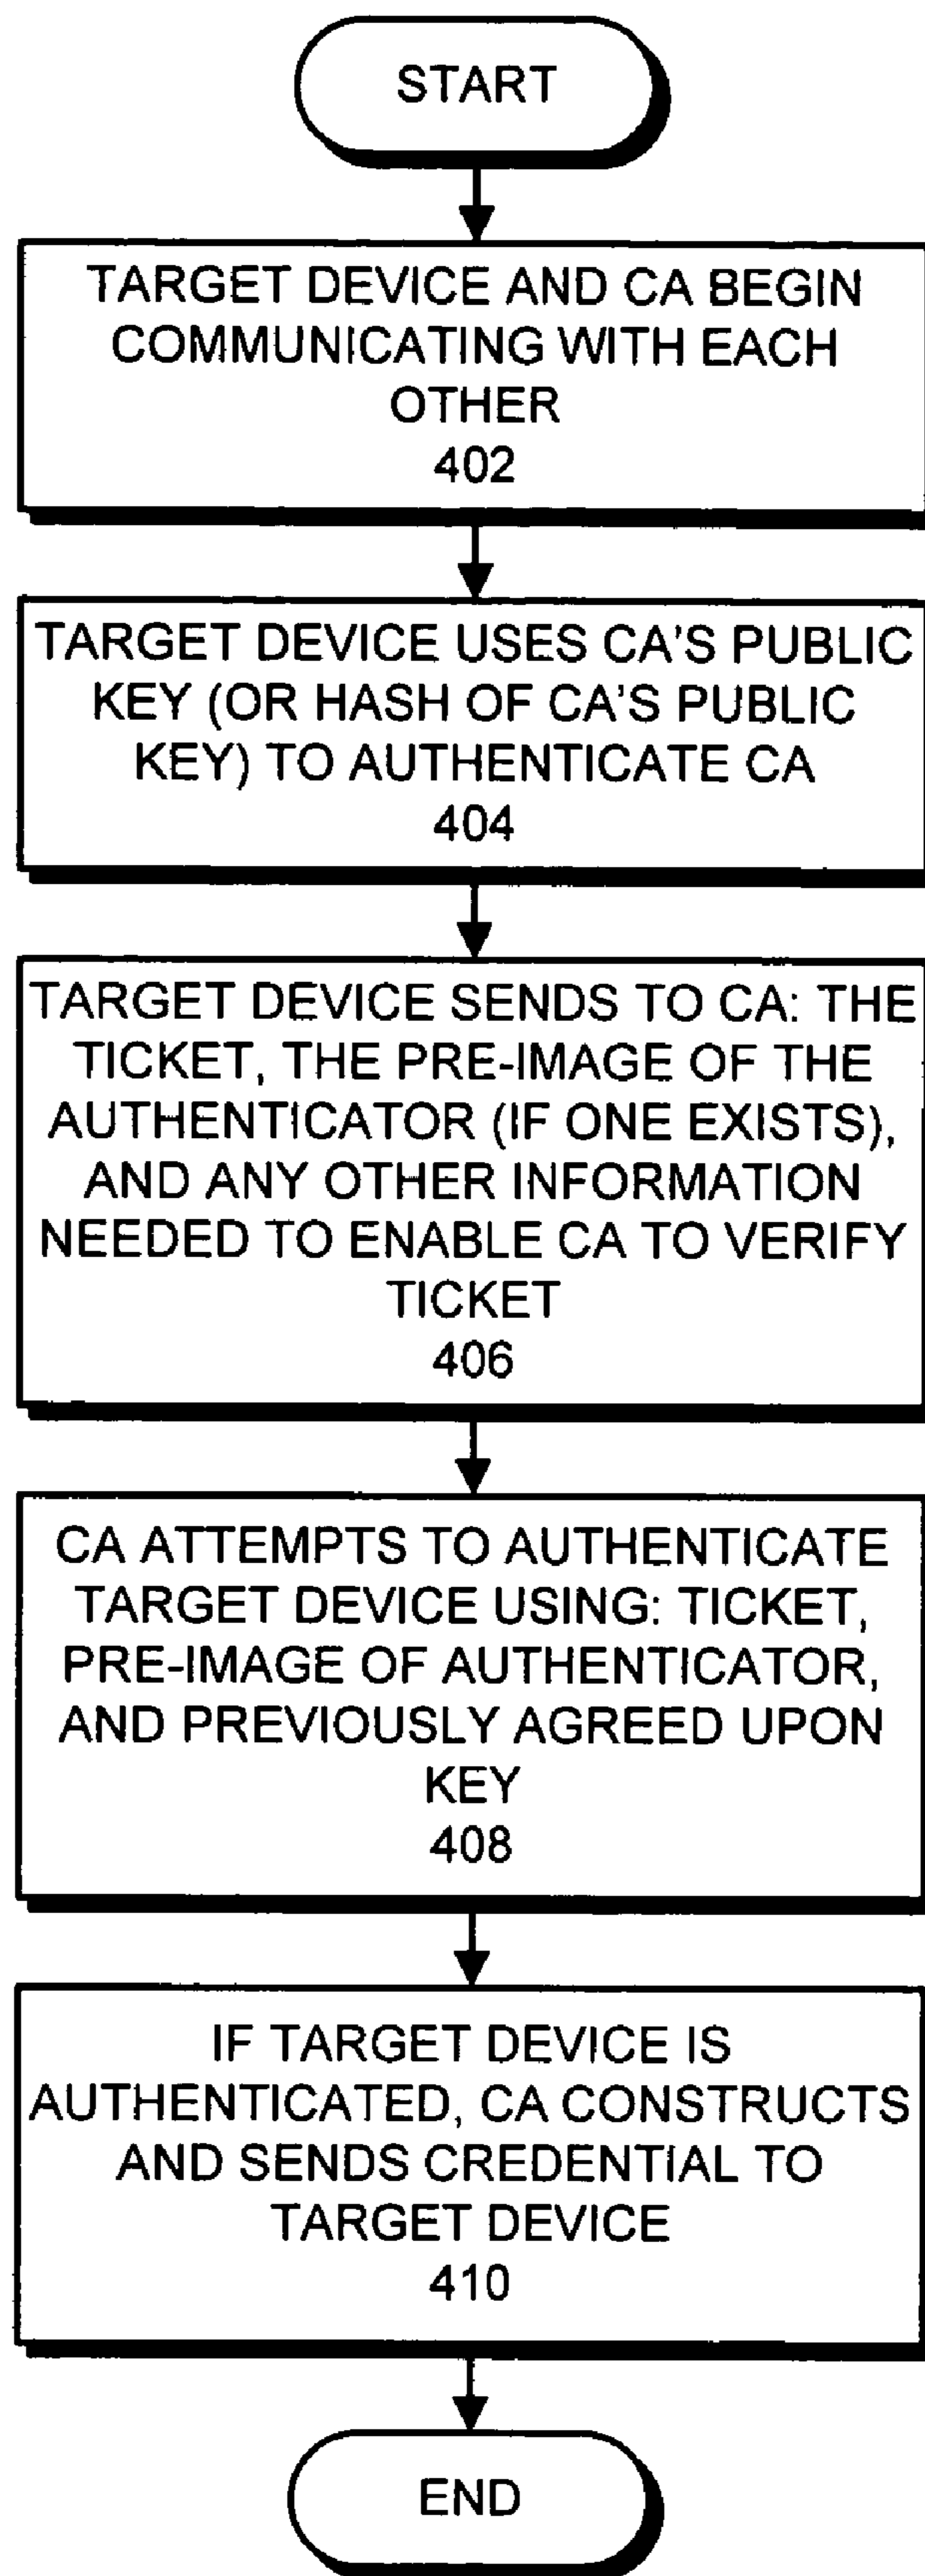 START
TARGET DEVICE AND CA BEGIN
COMMUNICATING WITH EACH
OTHER
402
TARGET DEVICE USES CA'S PUBLIC
KEY (OR HASH OF CA'S PUBLIC
KEY) TO AUTHENTICATE CA
404
TARGET DEVICE SENDS TO CA: THE
TICKET, THE PRE-IMAGE OF THE
AUTHENTICATOR (IF ONE EXISTS),
AND ANY OTHER INFORMATION
NEEDED TO ENABLE CA TO VERIFY
TICKET
406
CA ATTEMPTS TO AUTHENTICATE
TARGET DEVICE USING: TICKET,
PRE-IMAGE OF AUTHENTICATOR,
AND PREVIOUSLY AGREED UPON
KEY
408
IF TARGET DEVICE IS
AUTHENTICATED, CA CONSTRUCTS
AND SENDS CREDENTIAL TO
TARGET DEVICE
410
END